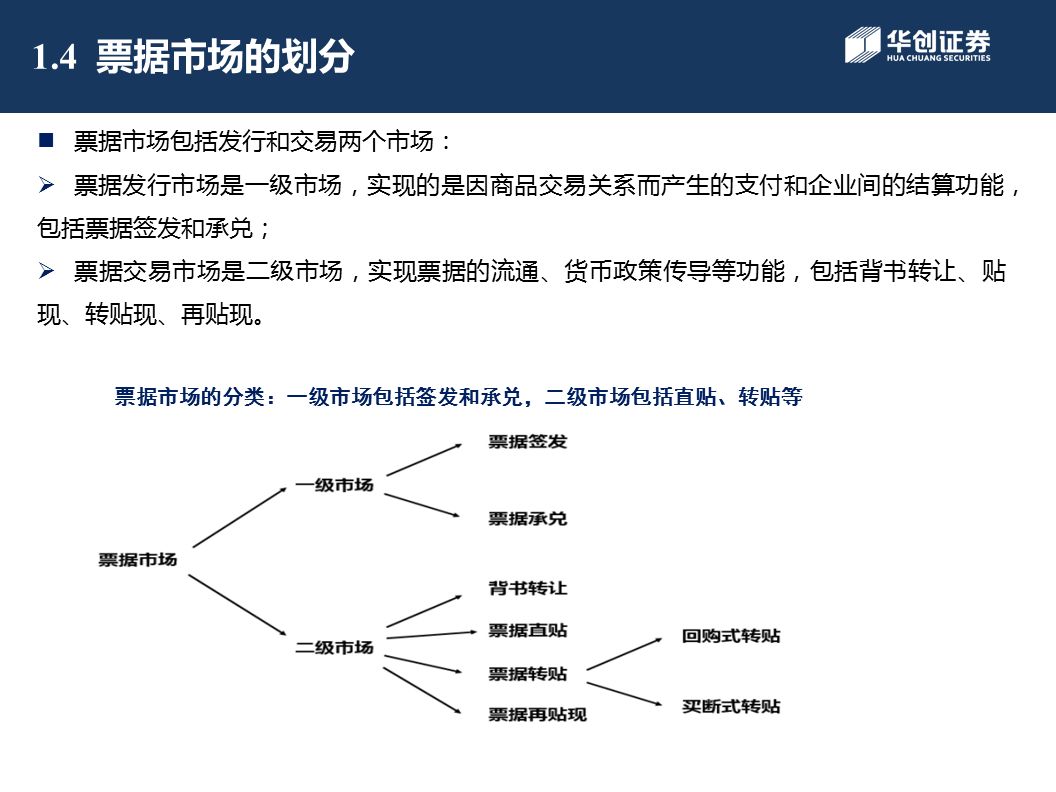 1.4 票据市场的划分
华创证券
HUA CHUANG SECURITIES
票据市场包括发行和交易两个市场：
票据发行市场是一级市场，实现的是因商品交易关系而产生的支付和企业间的结算功能，
包括票据签发和承兑；
票据交易市场是二级市场，实现票据的流通、货币政策传导等功能，包括背书转让、贴
现、转贴现、再贴现。
票据市场的分类：一级市场包括签发和承兑，二级市场包括直贴、转贴等
票据签发
一级市场
票据承兑
票据市场
背书转让
票据直贴
二级市场
回购式转贴
票据转贴
买断式转贴
票据再贴现